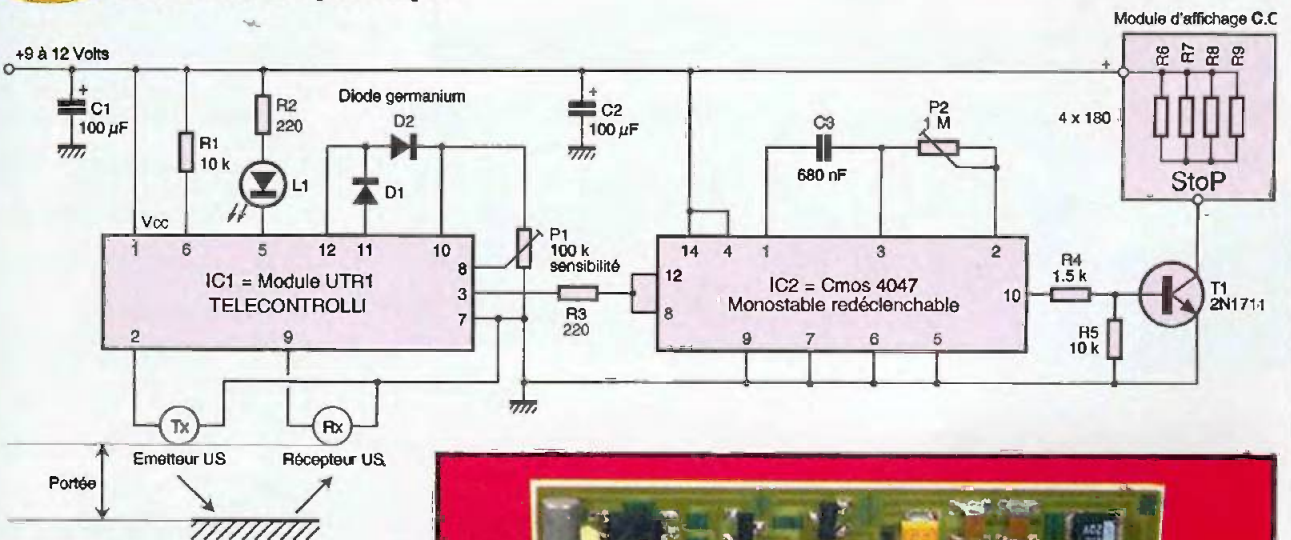 Module d'affichage C.C
+9 à 12 Volts
+
C1
100 µF
R1
10 k
R2
220
L1
Diode germanium
D2
D1
+
C2
100 µF
C3
680 nF
P2
1 M
+
R6 R7 R8 R9
4 x 180
StoP
-
Vcc
1 6 5 12 11 10
8
3
7
IC1 = Module UTR1
TELECONTROLLI
2 9
P1
100 k
sensibilité
R3
220
14 4 1 3 2
12
8
IC2 = Cmos 4047
Monostable redéclenchable
10
9 7 6 5
R4
1.5 k
R5
10 k
T1
2N1711
Tx
Rx
Emetteur US
Récepteur US
Portée